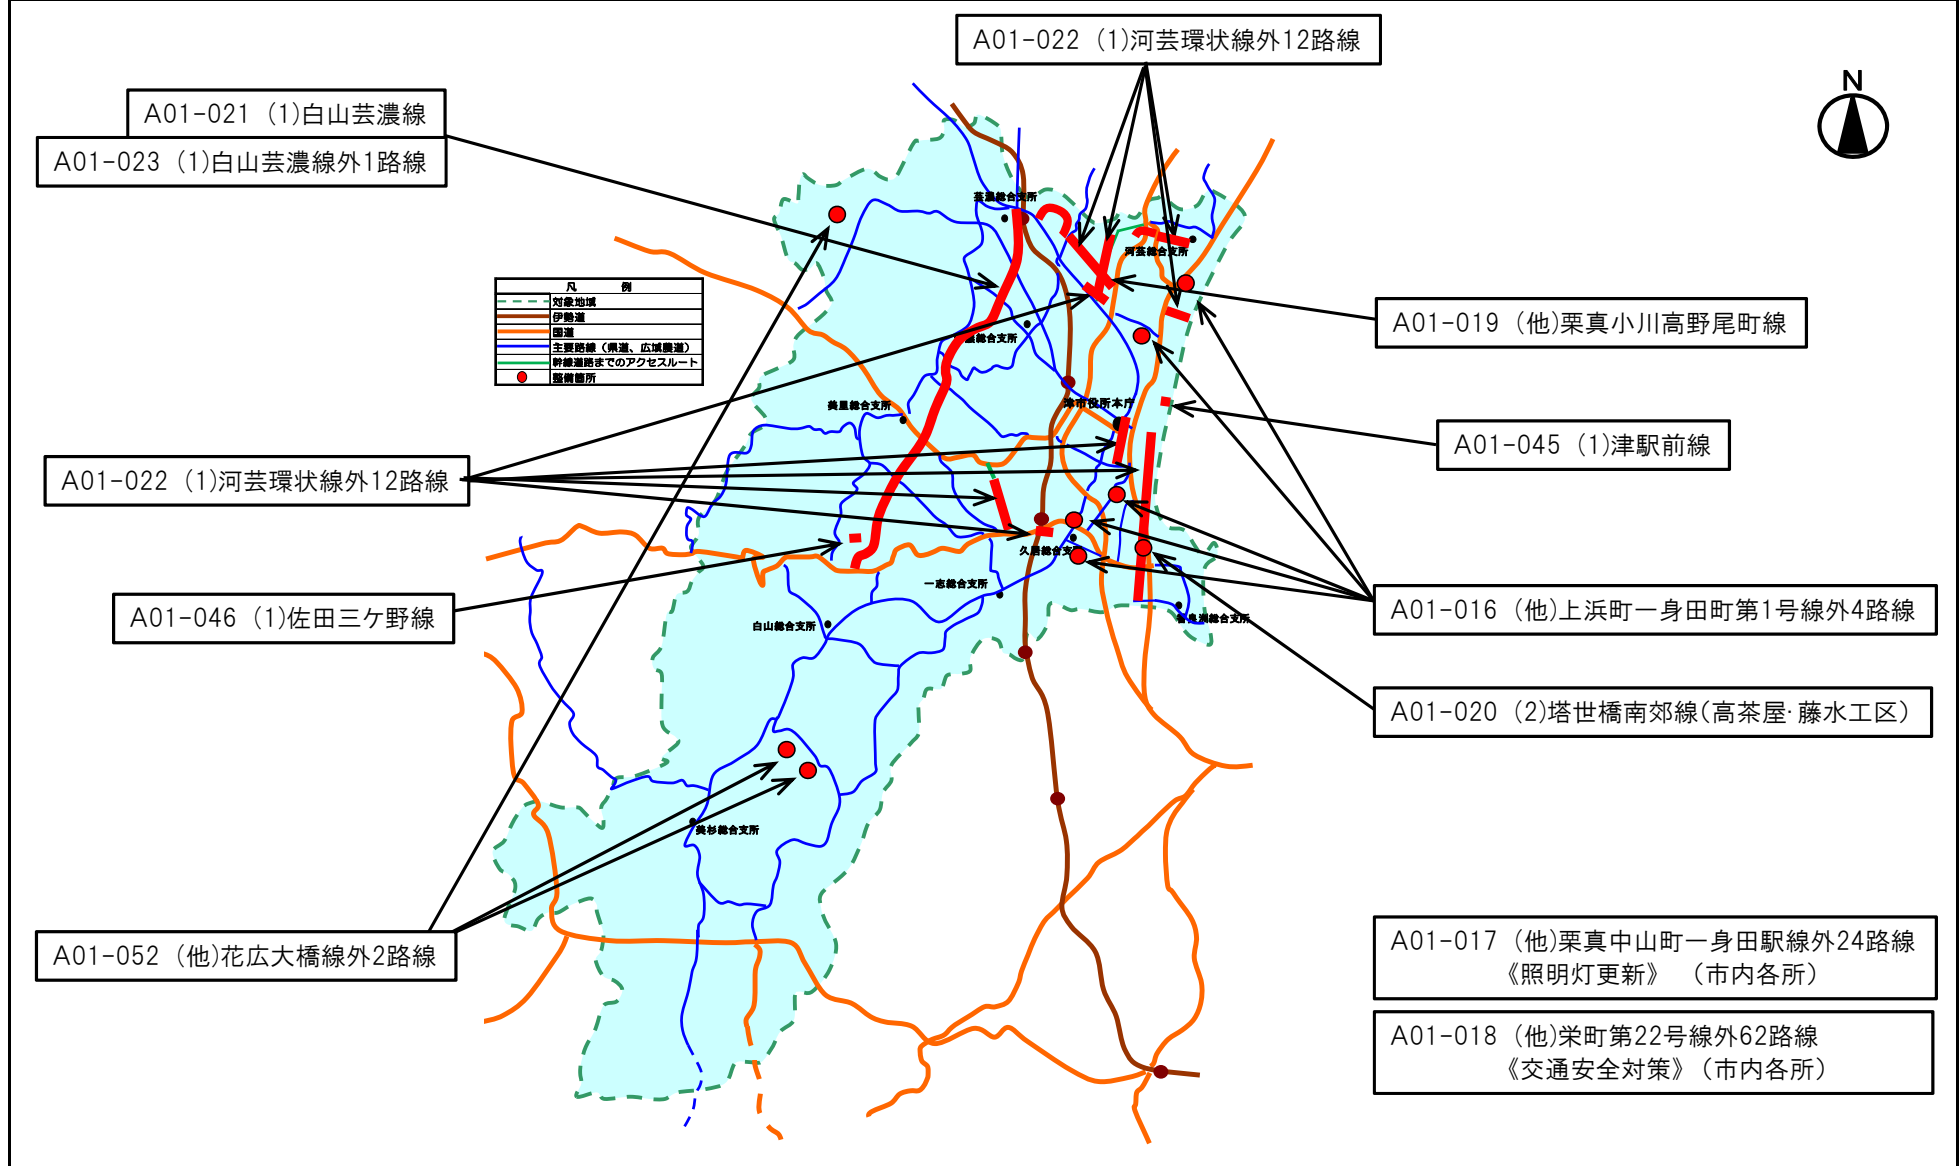 A01-022 (1)河芸環状線外12路線
N
A01-021 (1)白山芸濃線
A01-023 (1)白山芸濃線外1路線
芸濃総合支所
河芸総合支所
凡 例
対象地域
伊勢道
国道
主要路線（県道、広域農道）
幹線道路までのアクセスルート
整備箇所
A01-019 (他)栗真小川高野尾町線
総合支所
美里総合支所
津市役所本庁
A01-045 (1)津駅前線
A01-022 (1)河芸環状線外12路線
久居総合支所
一志総合支所
A01-046 (1)佐田三ケ野線
白山総合支所
香良洲総合支所
A01-016 (他)上浜町一身田町第1号線外4路線
A01-020 (2)塔世橋南郊線(高茶屋・藤水工区)
美杉総合支所
A01-052 (他)花広大橋線外2路線
A01-017 (他)栗真中山町一身田駅線外24路線
《照明灯更新》 （市内各所）
A01-018 (他)栄町第22号線外62路線
《交通安全対策》（市内各所）